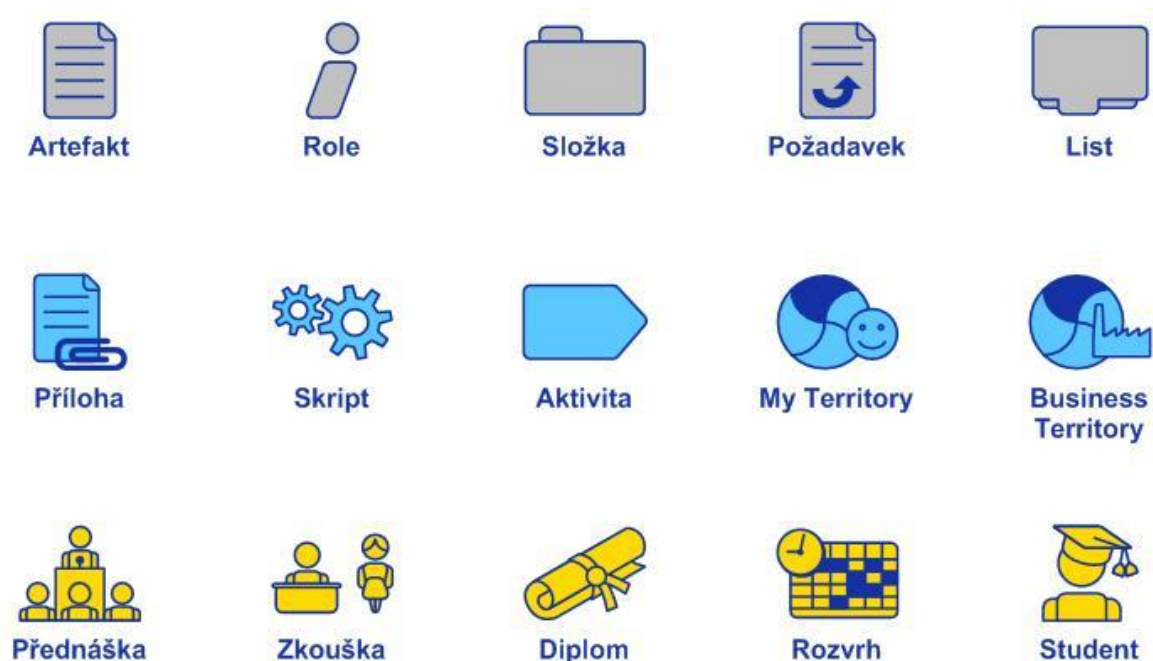 Artefakt
Role
Složka
Požadavek
List
Příloha
Skript
Aktivita
My Territory
Business
Territory
Přednáška
Zkouška
Diplom
Rozvrh
Student